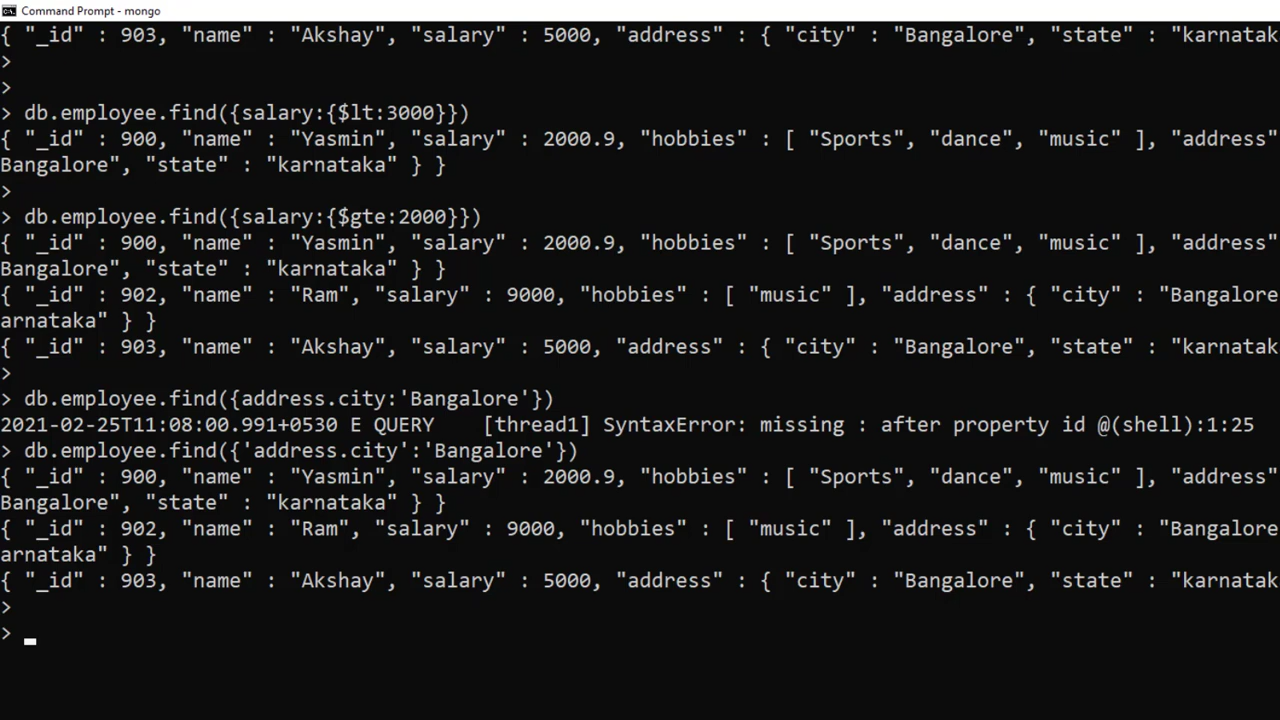 Command Prompt - mongo
{ "_id" : 903, "name" : "Akshay", "salary" : 5000, "address" : { "city" : "Bangalore", "state" : "karnatak
>
>
> db.employee.find({salary:{$lt:3000}})
{ "_id" : 900, "name" : "Yasmin", "salary" : 2000.9, "hobbies" : [ "Sports", "dance", "music" ], "address"
Bangalore", "state" : "karnataka" } }
>
> db.employee.find({salary:{$gte:2000}})
{ "_id" : 900, "name" : "Yasmin", "salary" : 2000.9, "hobbies" : [ "Sports", "dance", "music" ], "address"
Bangalore", "state" : "karnataka" } }
{ "_id" : 902, "name" : "Ram", "salary" : 9000, "hobbies" : [ "music" ], "address" : { "city" : "Bangalore
arnataka" } }
{ "_id" : 903, "name" : "Akshay", "salary" : 5000, "address" : { "city" : "Bangalore", "state" : "karnatak
>
> db.employee.find({address.city:'Bangalore'})
2021-02-25T11:08:00.991+0530 E QUERY    [thread1] SyntaxError: missing : after property id @(shell):1:25
> db.employee.find({'address.city':'Bangalore'})
{ "_id" : 900, "name" : "Yasmin", "salary" : 2000.9, "hobbies" : [ "Sports", "dance", "music" ], "address"
Bangalore", "state" : "karnataka" } }
{ "_id" : 902, "name" : "Ram", "salary" : 9000, "hobbies" : [ "music" ], "address" : { "city" : "Bangalore
arnataka" } }
{ "_id" : 903, "name" : "Akshay", "salary" : 5000, "address" : { "city" : "Bangalore", "state" : "karnatak
>
>